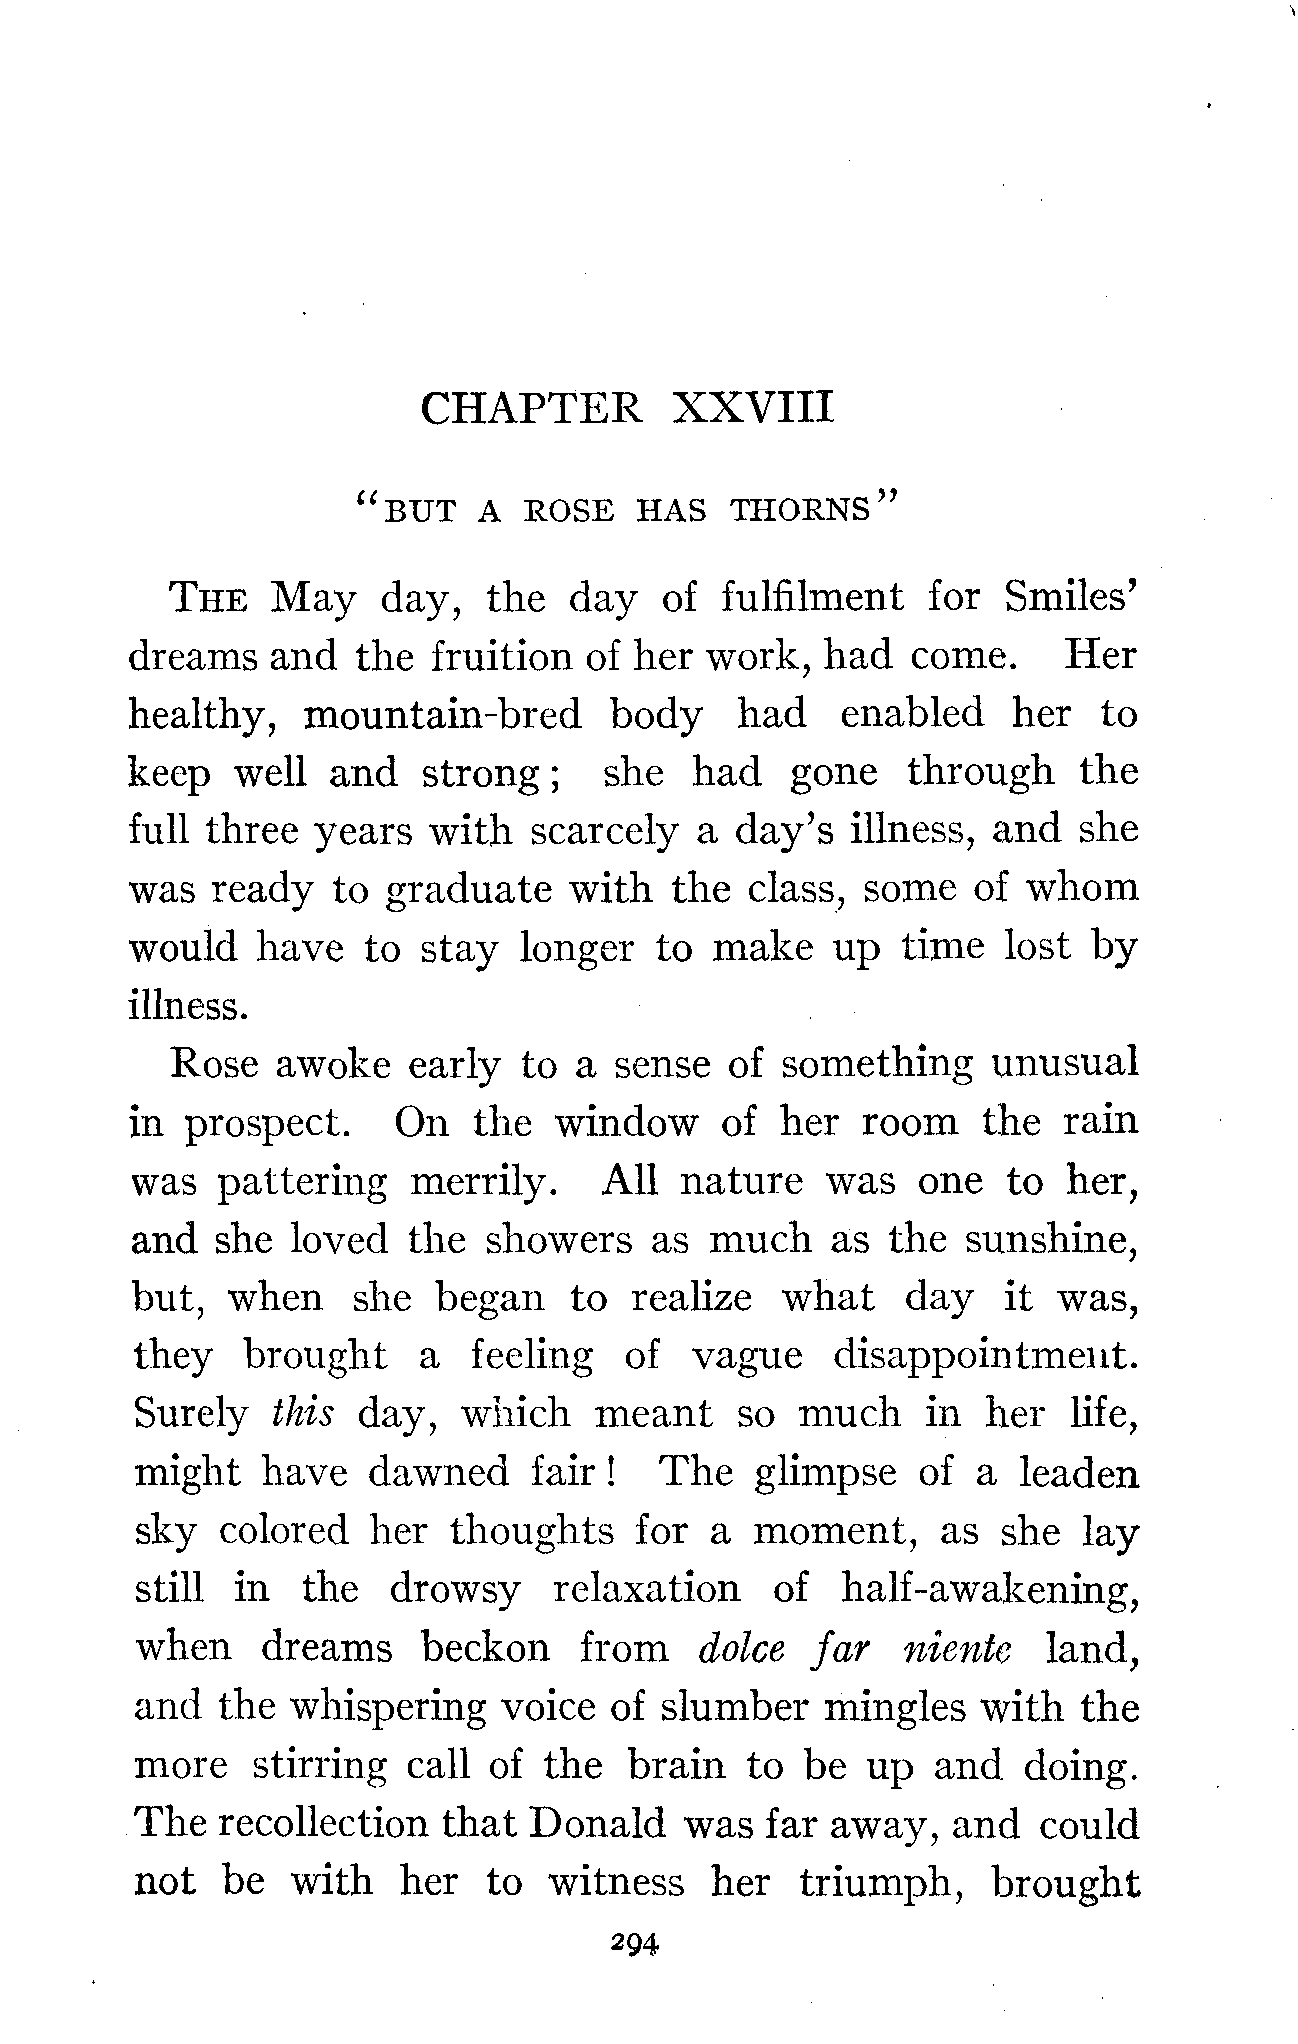 CHAPTER XXVIII
"BUT A ROSE HAS THORNS"
THE May day, the day of fulfilment for Smiles'
dreams and the fruition of her work, had come. Her
healthy, mountain-bred body had enabled her to
keep well and strong; she had gone through the
full three years with scarcely a day's illness, and she
was ready to graduate with the class, some of whom
would have to stay longer to make up time lost by
illness.
Rose awoke early to a sense of something unusual
in prospect. On the window of her room the rain
was pattering merrily. All nature was one to her,
and she loved the showers as much as the sunshine,
but, when she began to realize what day it was,
they brought a feeling of vague disappointment.
Surely this day, which meant so much in her life,
might have dawned fair! The glimpse of a leaden
sky colored her thoughts for a moment, as she lay
still in the drowsy relaxation of half-awakening,
when dreams beckon from dolce far niente land,
and the whispering voice of slumber mingles with the
more stirring call of the brain to be up and doing.
The recollection that Donald was far away, and could
not be with her to witness her triumph, brought
294